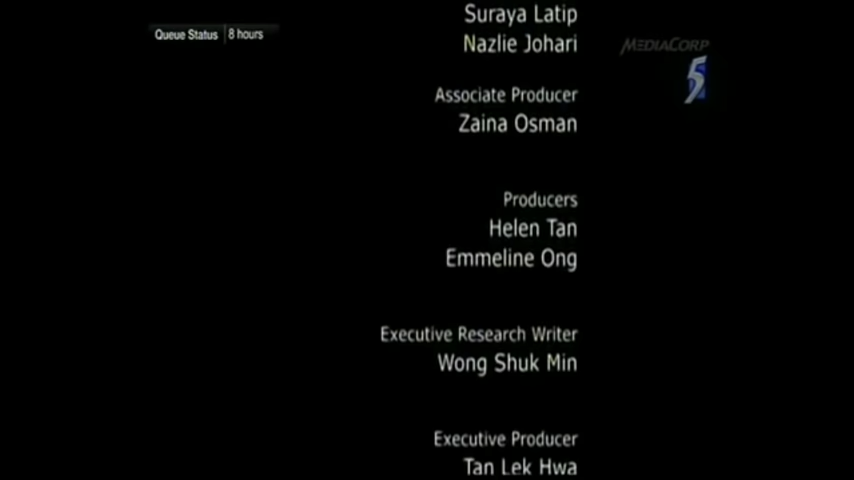 Suraya Latip
Queue Status 8 hours
Nazlie Johari
MEDIACORP
5
Associate Producer
Zaina Osman
Producers
Helen Tan
Emmeline Ong
Executive Research Writer
Wong Shuk Min
Executive Producer
Tan Lek Hwa